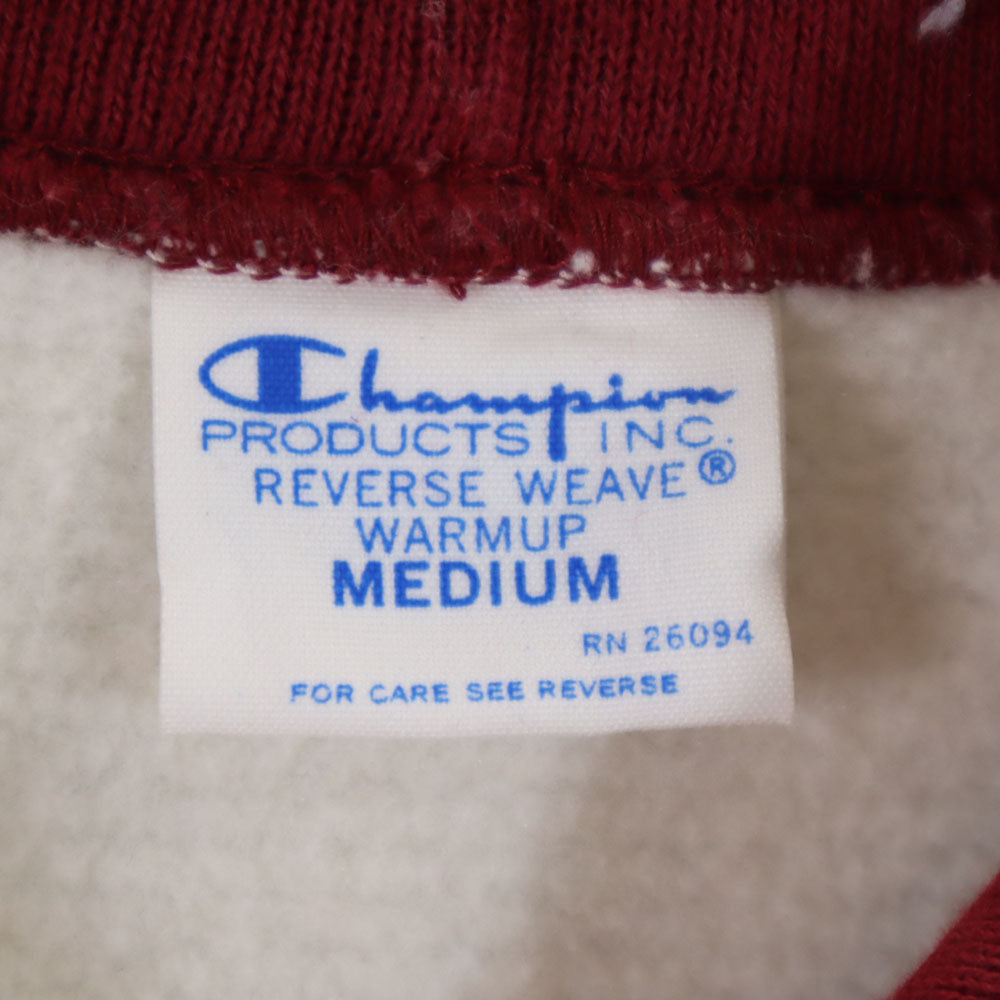 Champion
PRODUCTS INC.
REVERSE WEAVE®
WARMUP
MEDIUM
RN 26094
FOR CARE SEE REVERSE